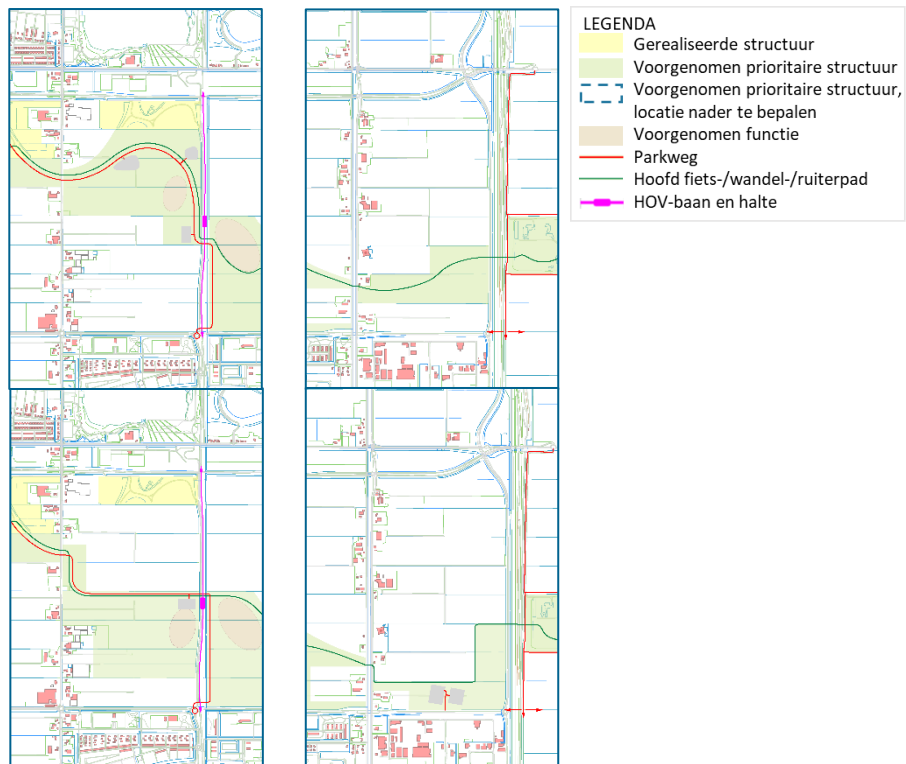 LEGENDA
Gerealiseerde structuur
Voorgenomen prioritaire structuur
Voorgenomen prioritaire structuur,
locatie nader te bepalen
Voorgenomen functie
Parkweg
Hoofd fiets-/wandel-/ruiterpad
HOV-baan en halte